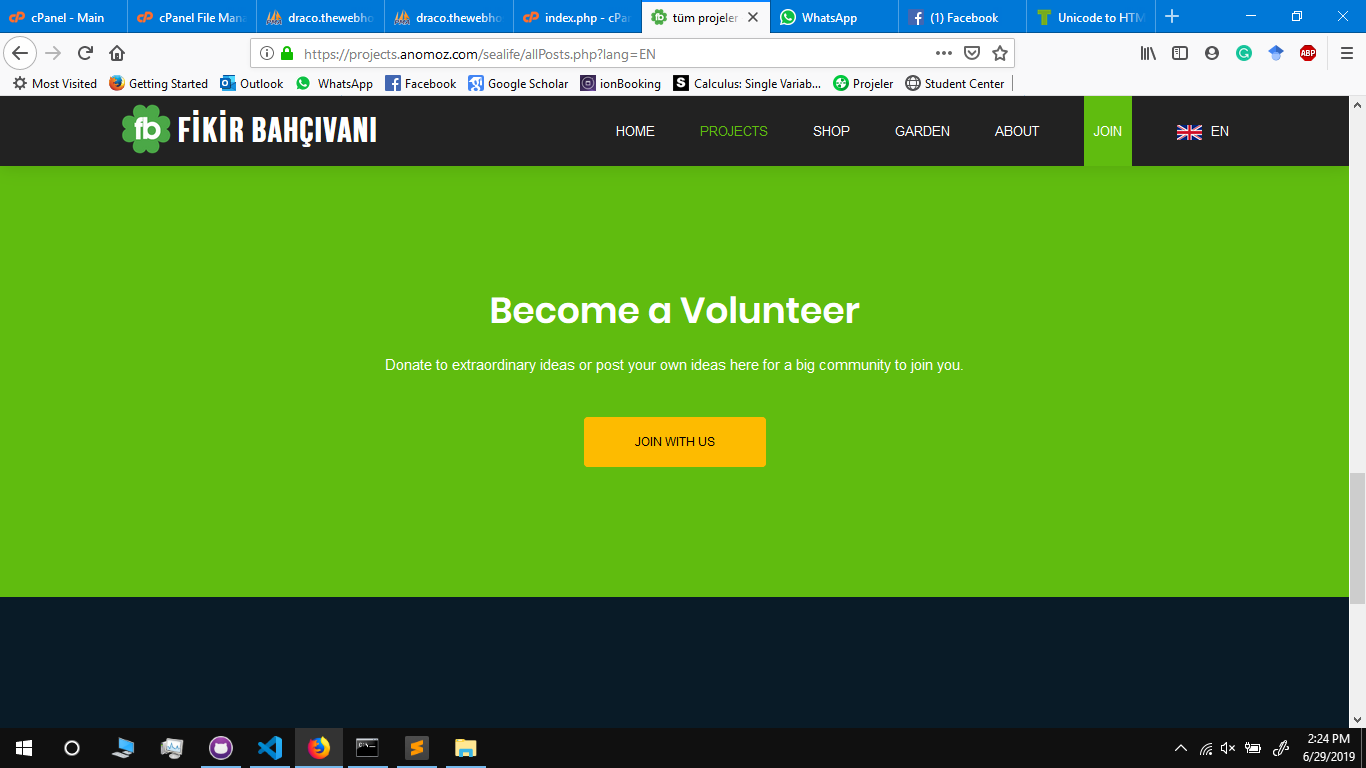 cPanel - Main
cPanel File Mana
draco.thewebho
draco.thewebho
index.php - cPa
tüm projeler
WhatsApp
(1) Facebook
Unicode to HTM
https://projects.anomoz.com/sealife/allPosts.php?lang=EN
Most Visited
Getting Started
Outlook
WhatsApp
Facebook
Google Scholar
ionBooking
Calculus: Single Variab...
Projeler
Student Center
fb FİKİR BAHÇIVANI
HOME
PROJECTS
SHOP
GARDEN
ABOUT
JOIN
EN
Become a Volunteer
Donate to extraordinary ideas or post your own ideas here for a big community to join you.
JOIN WITH US
2:24 PM
6/29/2019